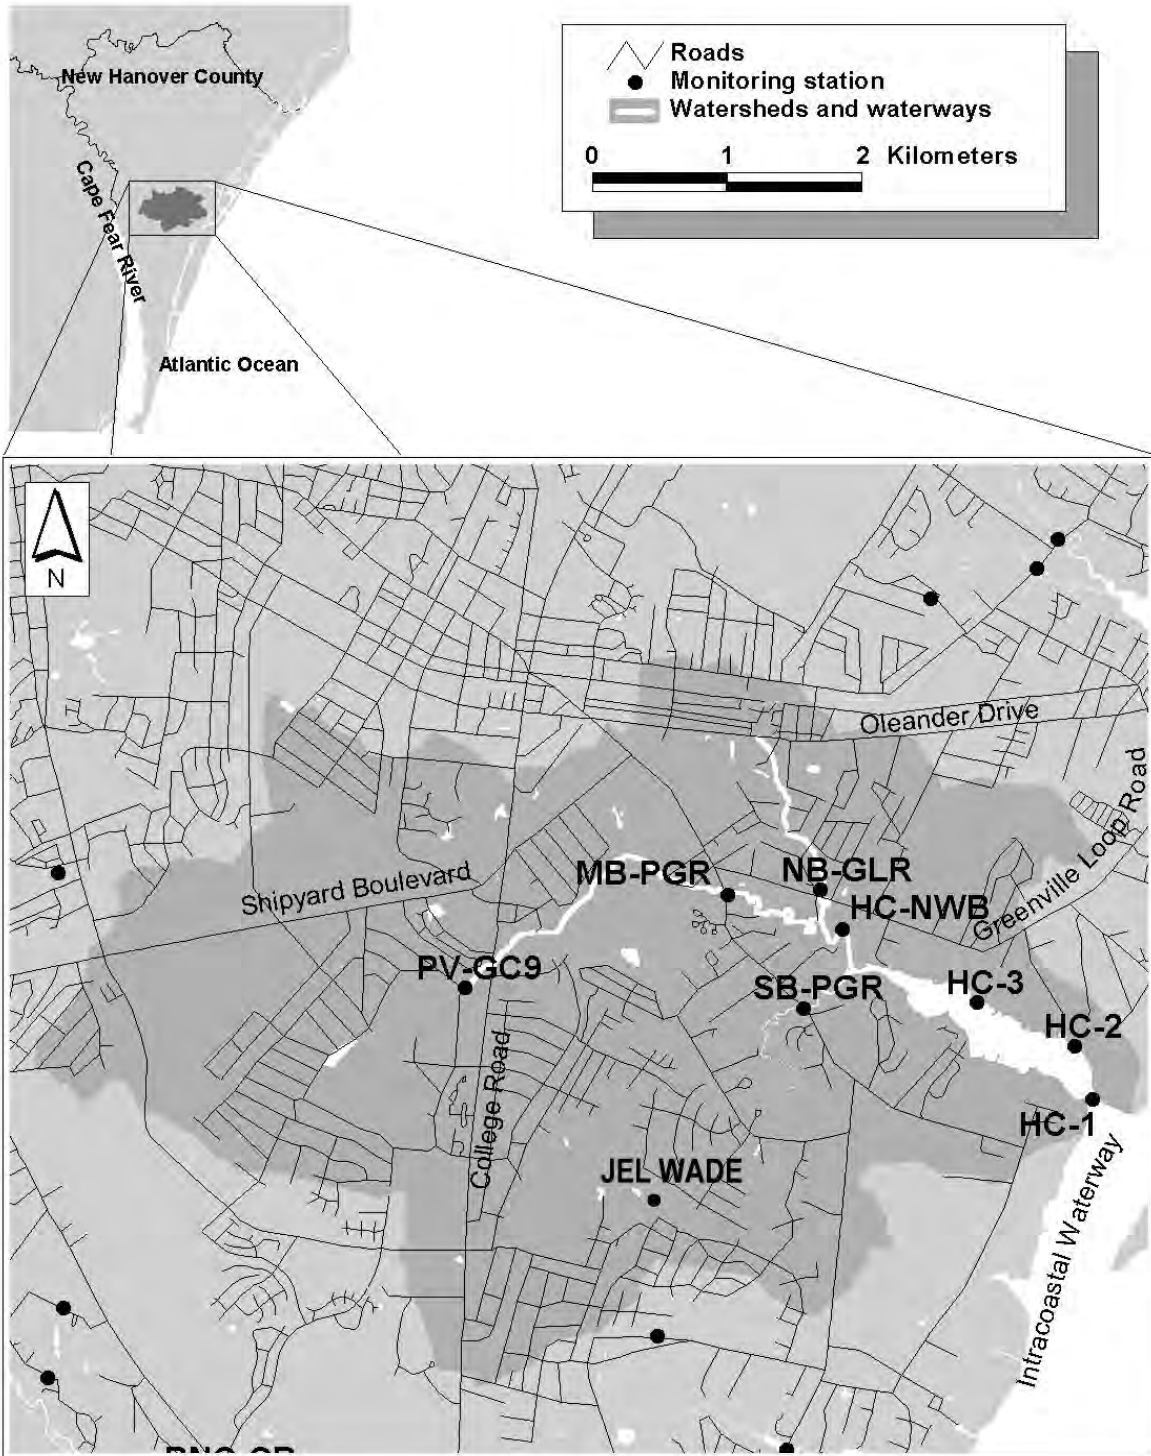 New Hanover County
Cape Fear River
Atlantic Ocean
Roads
Monitoring station
Watersheds and waterways
0 1 2 Kilometers
N
Oleander Drive
Greenville Loop Road
Shipyard Boulevard
MB-PGR
NB-GLR
HC-NWB
PV-GC9
SB-PGR
HC-3
HC-2
HC-1
College Road
JEL WADE
Intracoastal Waterway